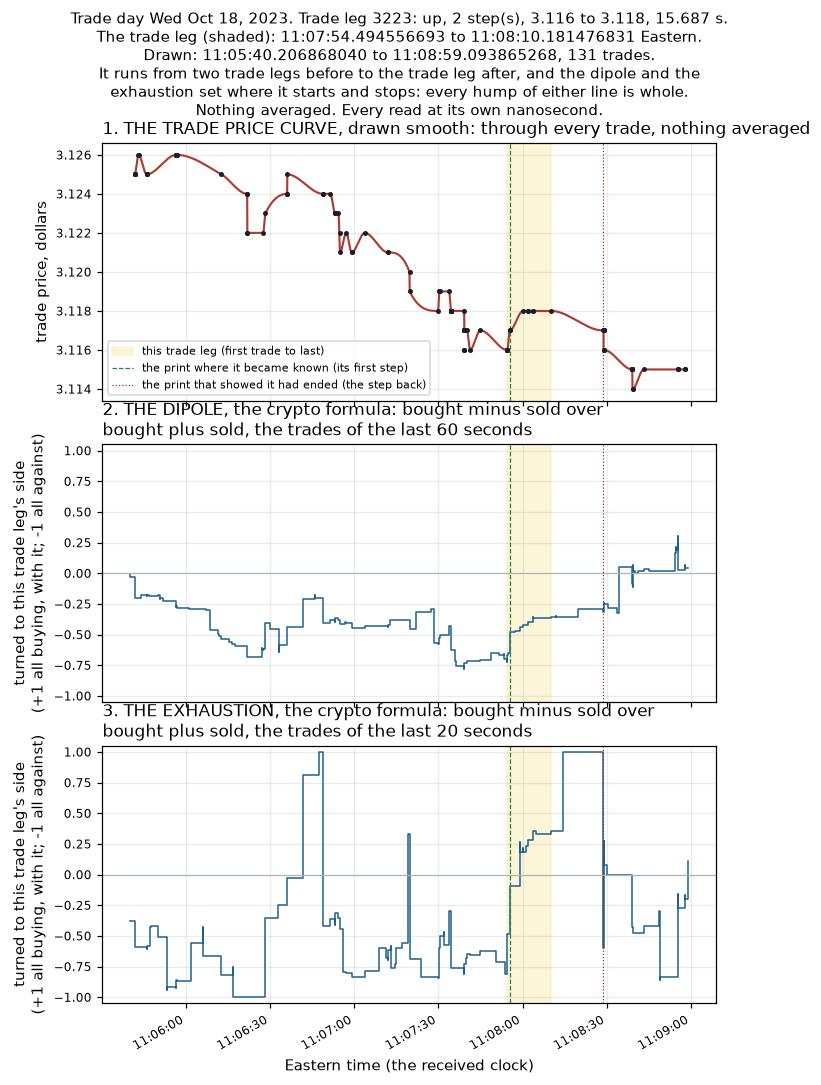 Trade day Wed Oct 18, 2023. Trade leg 3223: up, 2 step(s), 3.116 to 3.118, 15.687 s.
The trade leg (shaded): 11:07:54.494556693 to 11:08:10.181476831 Eastern.
Drawn: 11:05:40.206868040 to 11:08:59.093865268, 131 trades.
It runs from two trade legs before to the trade leg after, and the dipole and the
exhaustion set where it starts and stops: every hump of either line is whole.
Nothing averaged. Every read at its own nanosecond.
1. THE TRADE PRICE CURVE, drawn smooth: through every trade, nothing averaged
3.126
3.124
3.122
3.120
3.118
3.116
3.114
trade price, dollars
this trade leg (first trade to last)
the print where it became known (its first step)
the print that showed it had ended (the step back)
2. THE DIPOLE, the crypto formula: bought minus sold over
bought plus sold, the trades of the last 60 seconds
1.00
0.75
0.50
0.25
0.00
−0.25
−0.50
−0.75
−1.00
turned to this trade leg's side
(+1 all buying, with it; -1 all against)
3. THE EXHAUSTION, the crypto formula: bought minus sold over
bought plus sold, the trades of the last 20 seconds
1.00
0.75
0.50
0.25
0.00
−0.25
−0.50
−0.75
−1.00
turned to this trade leg's side
(+1 all buying, with it; -1 all against)
11:06:00
11:06:30
11:07:00
11:07:30
11:08:00
11:08:30
11:09:00
Eastern time (the received clock)